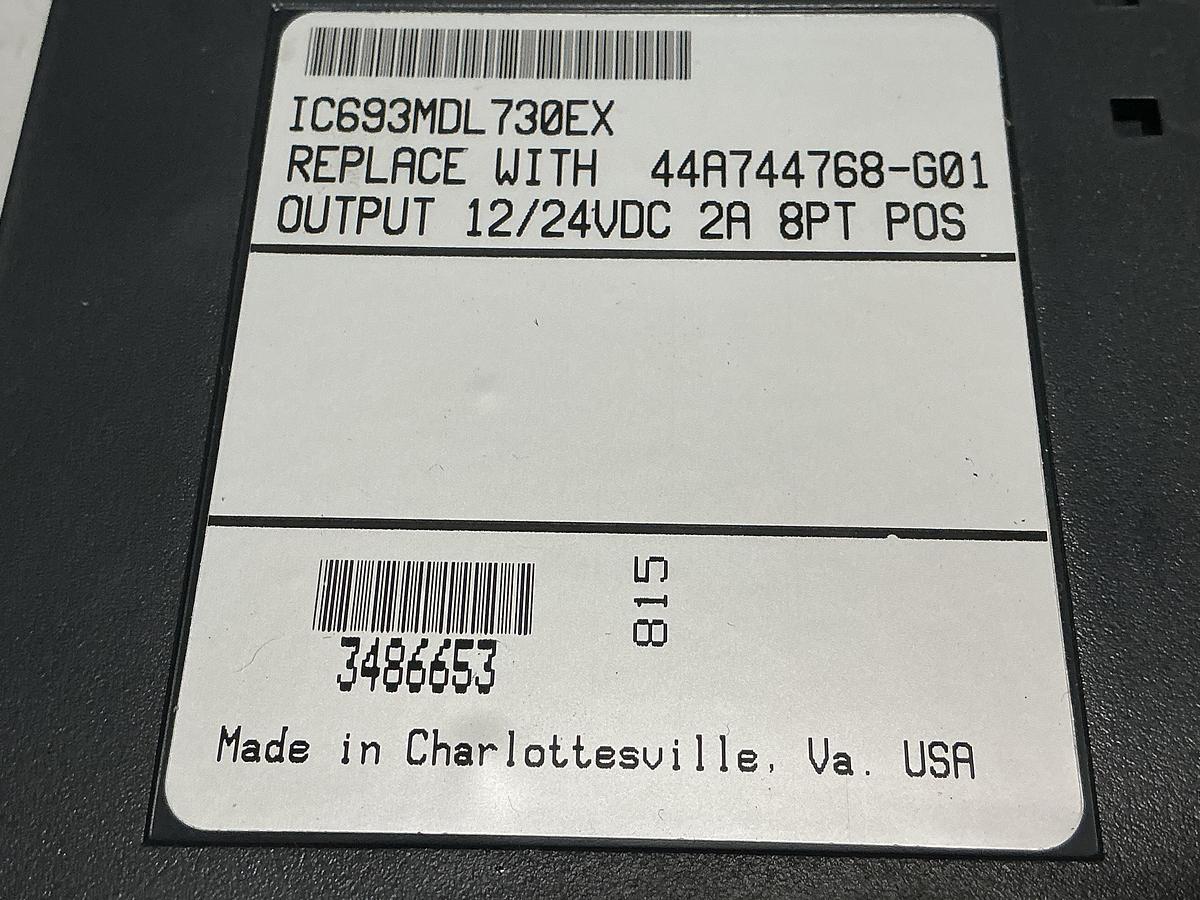 IC693MDL730EX
REPLACE WITH 44A744768-G01
OUTPUT 12/24VDC 2A 8PT POS
815
3486653
Made in Charlottesville, Va. USA